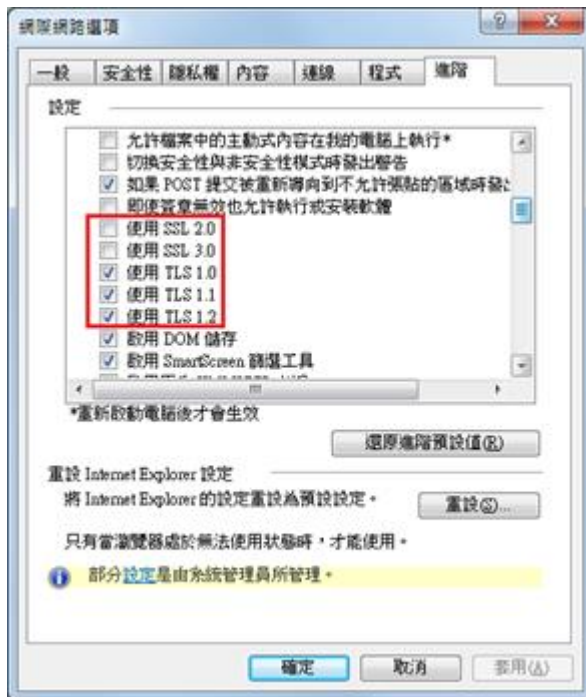 網際網路選項
一般 安全性 隱私權 內容 連線 程式 進階
設定
允許檔案中的主動式內容在我的電腦上執行*
切換安全性與非安全性模式時發出警告
如果 POST 提交被重新導向到不允許張貼的區域時發出
即使簽章無效也允許執行或安裝軟體
使用 SSL 2.0
使用 SSL 3.0
使用 TLS 1.0
使用 TLS 1.1
使用 TLS 1.2
啟用 DOM 儲存
啟用 SmartScreen 篩選工具
*重新啟動電腦後才會生效
還原進階預設值(R)
重設 Internet Explorer 設定
將 Internet Explorer 的設定重設為預設設定。
重設(S)...
只有當瀏覽器處於無法使用狀態時，才能使用。
部分設定是由系統管理員所管理。
確定 取消 套用(A)